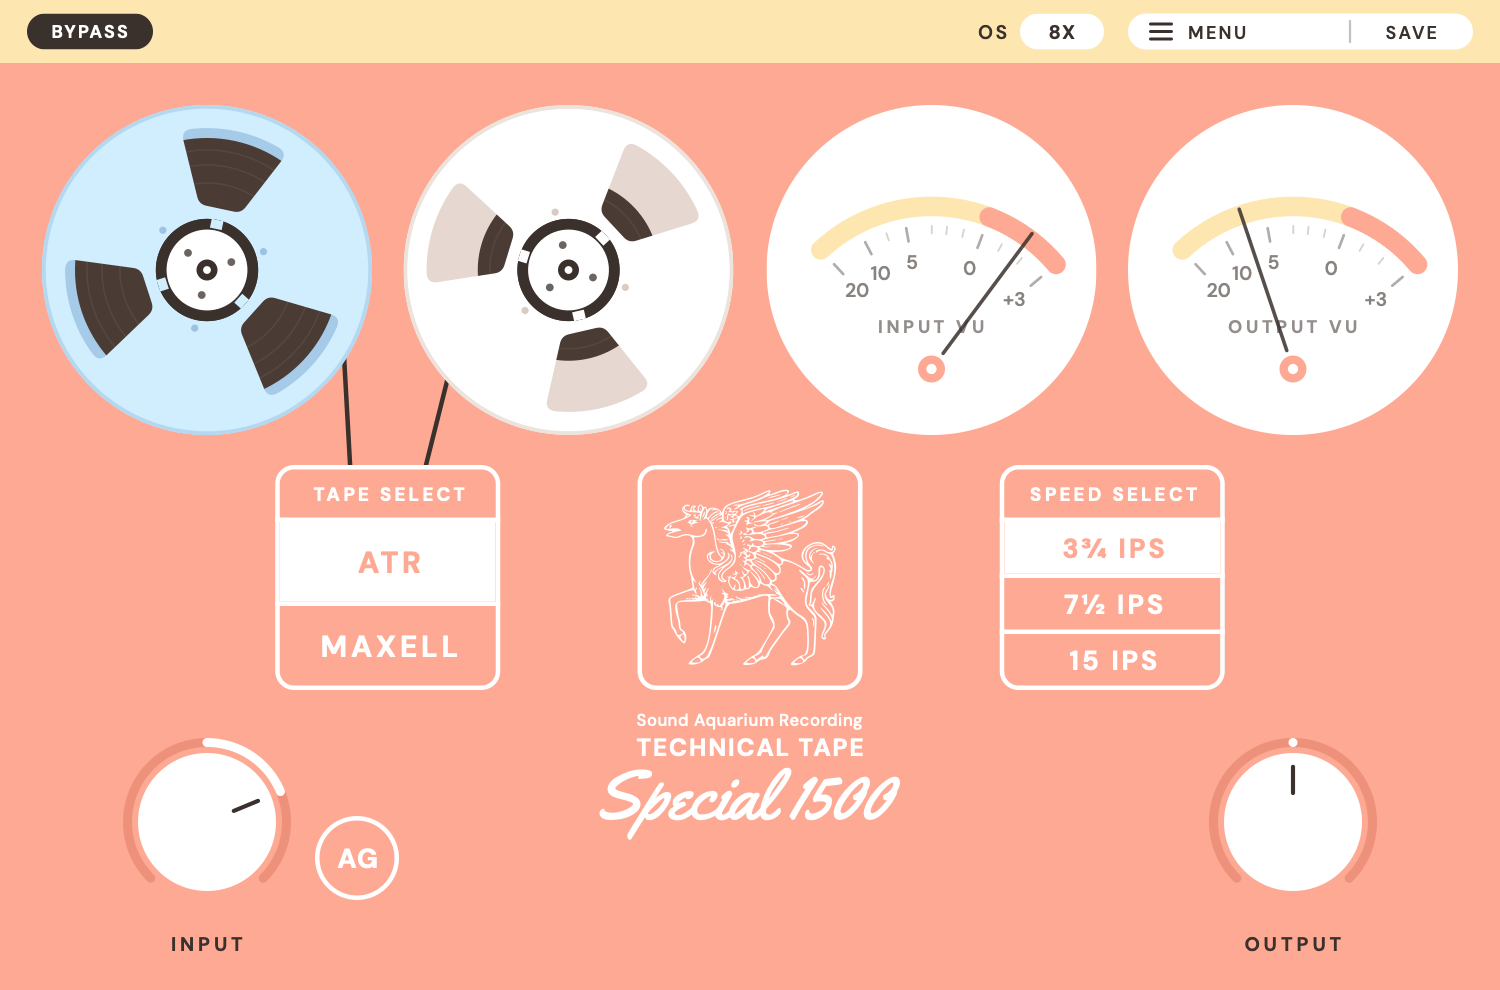 BYPASS
OS 8X
MENU | SAVE
20 10 5 0 +3
INPUT VU
20 10 5 0 +3
OUTPUT VU
TAPE SELECT
ATR
MAXELL
SPEED SELECT
3¾ IPS
7½ IPS
15 IPS
Sound Aquarium Recording
TECHNICAL TAPE
Special 1500
AG
INPUT
OUTPUT